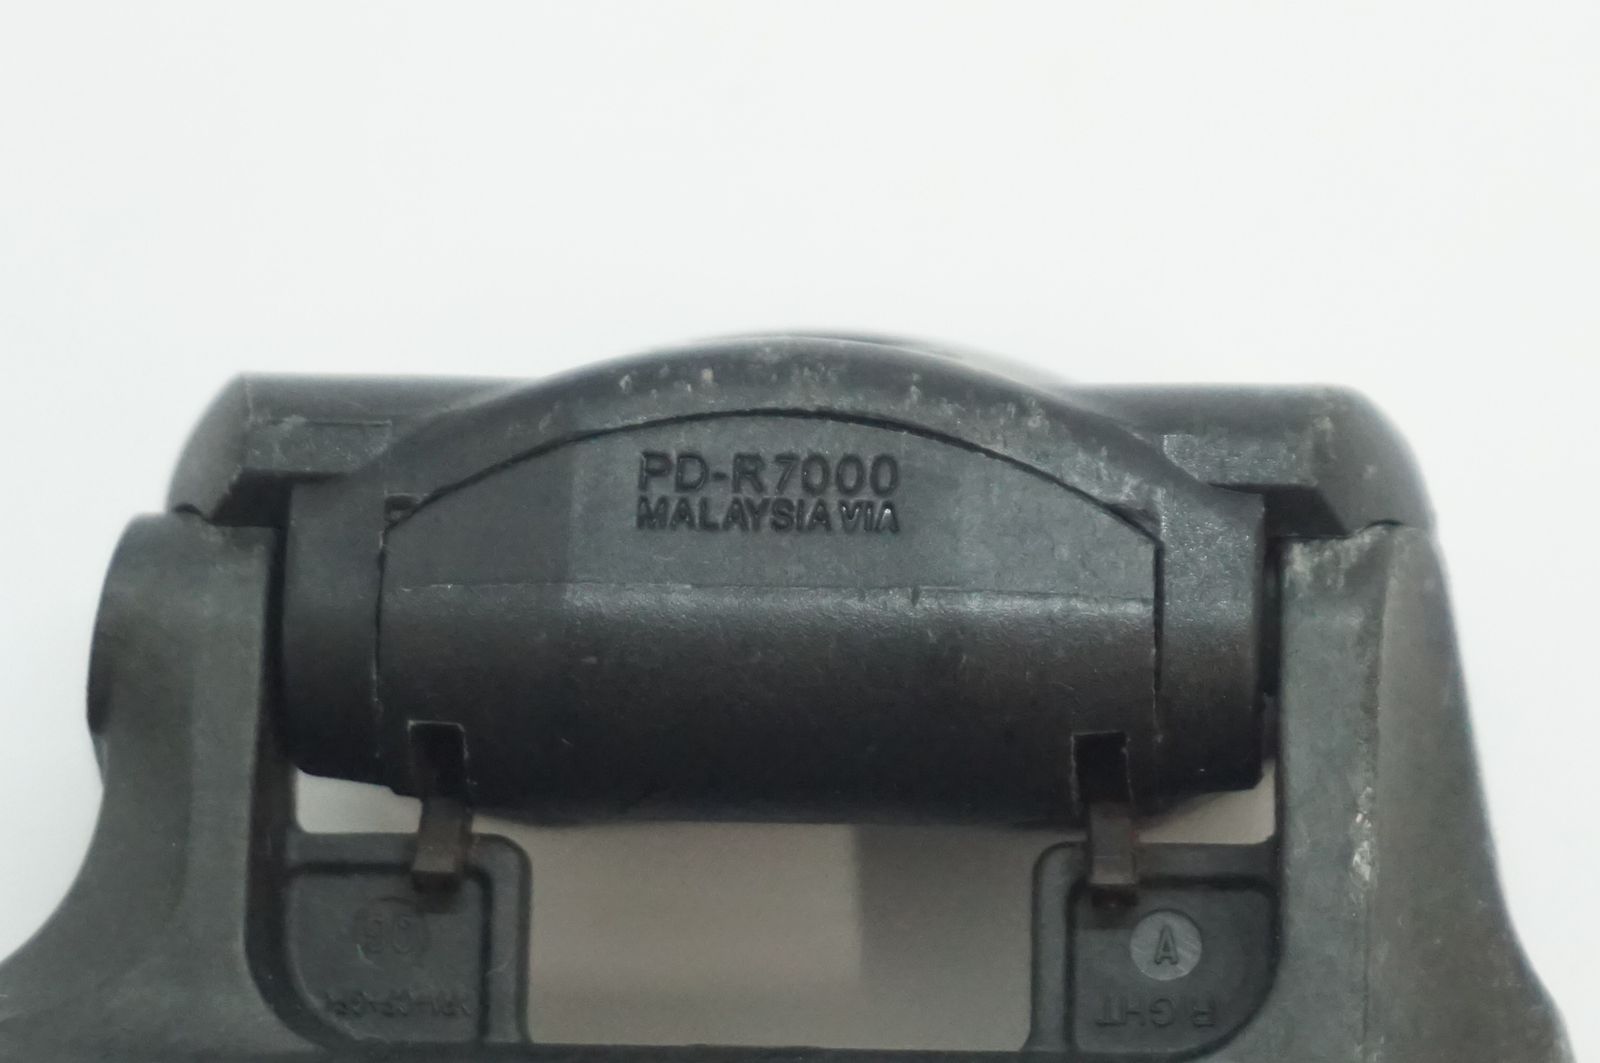 PD-R7000
MALAYSIA VIA
A
RIGHT